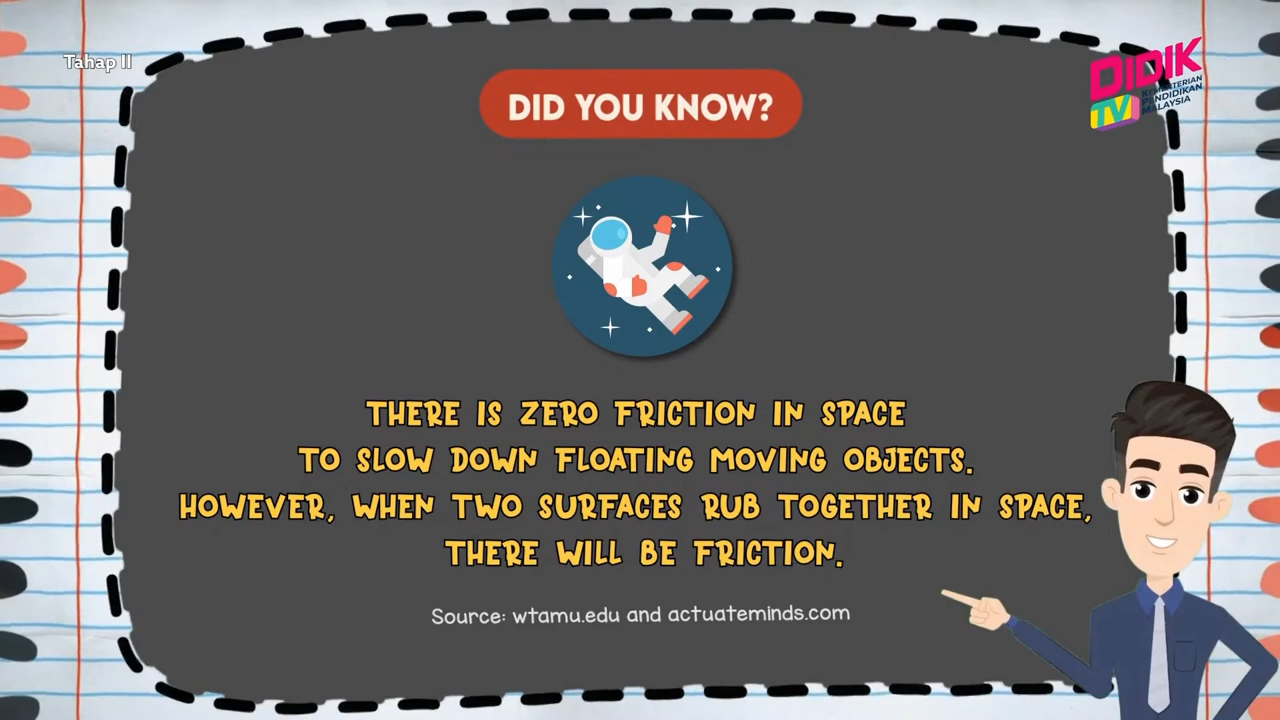 Tahap II
DIDIK
TV
KEMENTERIAN
PENDIDIKAN
MALAYSIA
DID YOU KNOW?
THERE IS ZERO FRICTION IN SPACE
TO SLOW DOWN FLOATING MOVING OBJECTS.
HOWEVER, WHEN TWO SURFACES RUB TOGETHER IN SPACE,
THERE WILL BE FRICTION.
Source: wtamu.edu and actuateminds.com